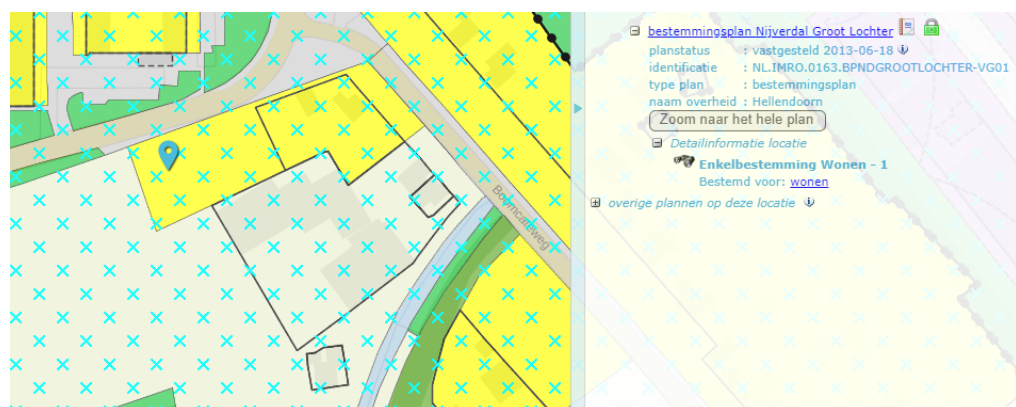 bestemmingsplan Nijverdal Groot Lochter
planstatus : vastgesteld 2013-06-18
identificatie : NL.IMRO.0163.BPNDGROOTLOCHTER-VG01
type plan : bestemmingsplan
naam overheid : Hellendoorn
Zoom naar het hele plan
Detailinformatie locatie
Enkelbestemming Wonen - 1
Bestemd voor: wonen
overige plannen op deze locatie
Boomcateweg